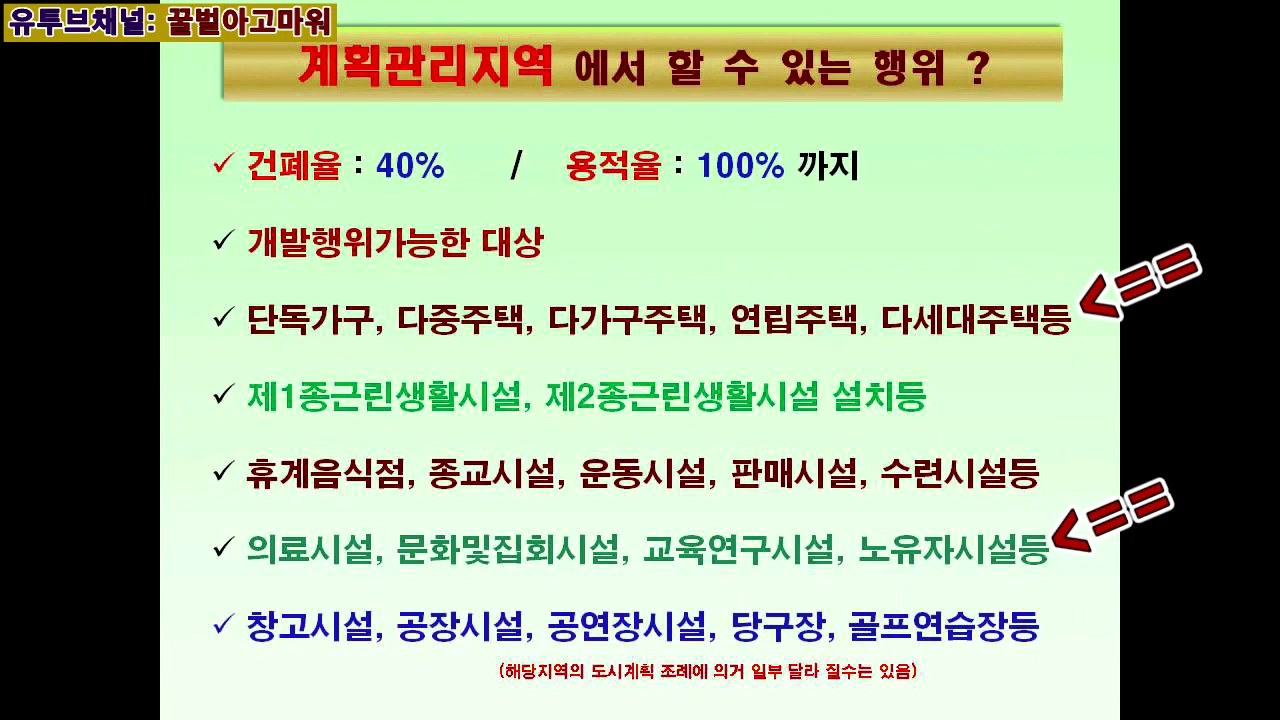 유투브채널: 꿀벌아고마워
계획관리지역 에서 할 수 있는 행위 ?
✓ 건폐율 : 40% / 용적율 : 100% 까지
✓ 개발행위가능한 대상
✓ 단독가구, 다중주택, 다가구주택, 연립주택, 다세대주택등 <==
✓ 제1종근린생활시설, 제2종근린생활시설 설치등
✓ 휴계음식점, 종교시설, 운동시설, 판매시설, 수련시설등
✓ 의료시설, 문화및집회시설, 교육연구시설, 노유자시설등 <==
✓ 창고시설, 공장시설, 공연장시설, 당구장, 골프연습장등
(해당지역의 도시계획 조례에 의거 일부 달라 질수는 있음)